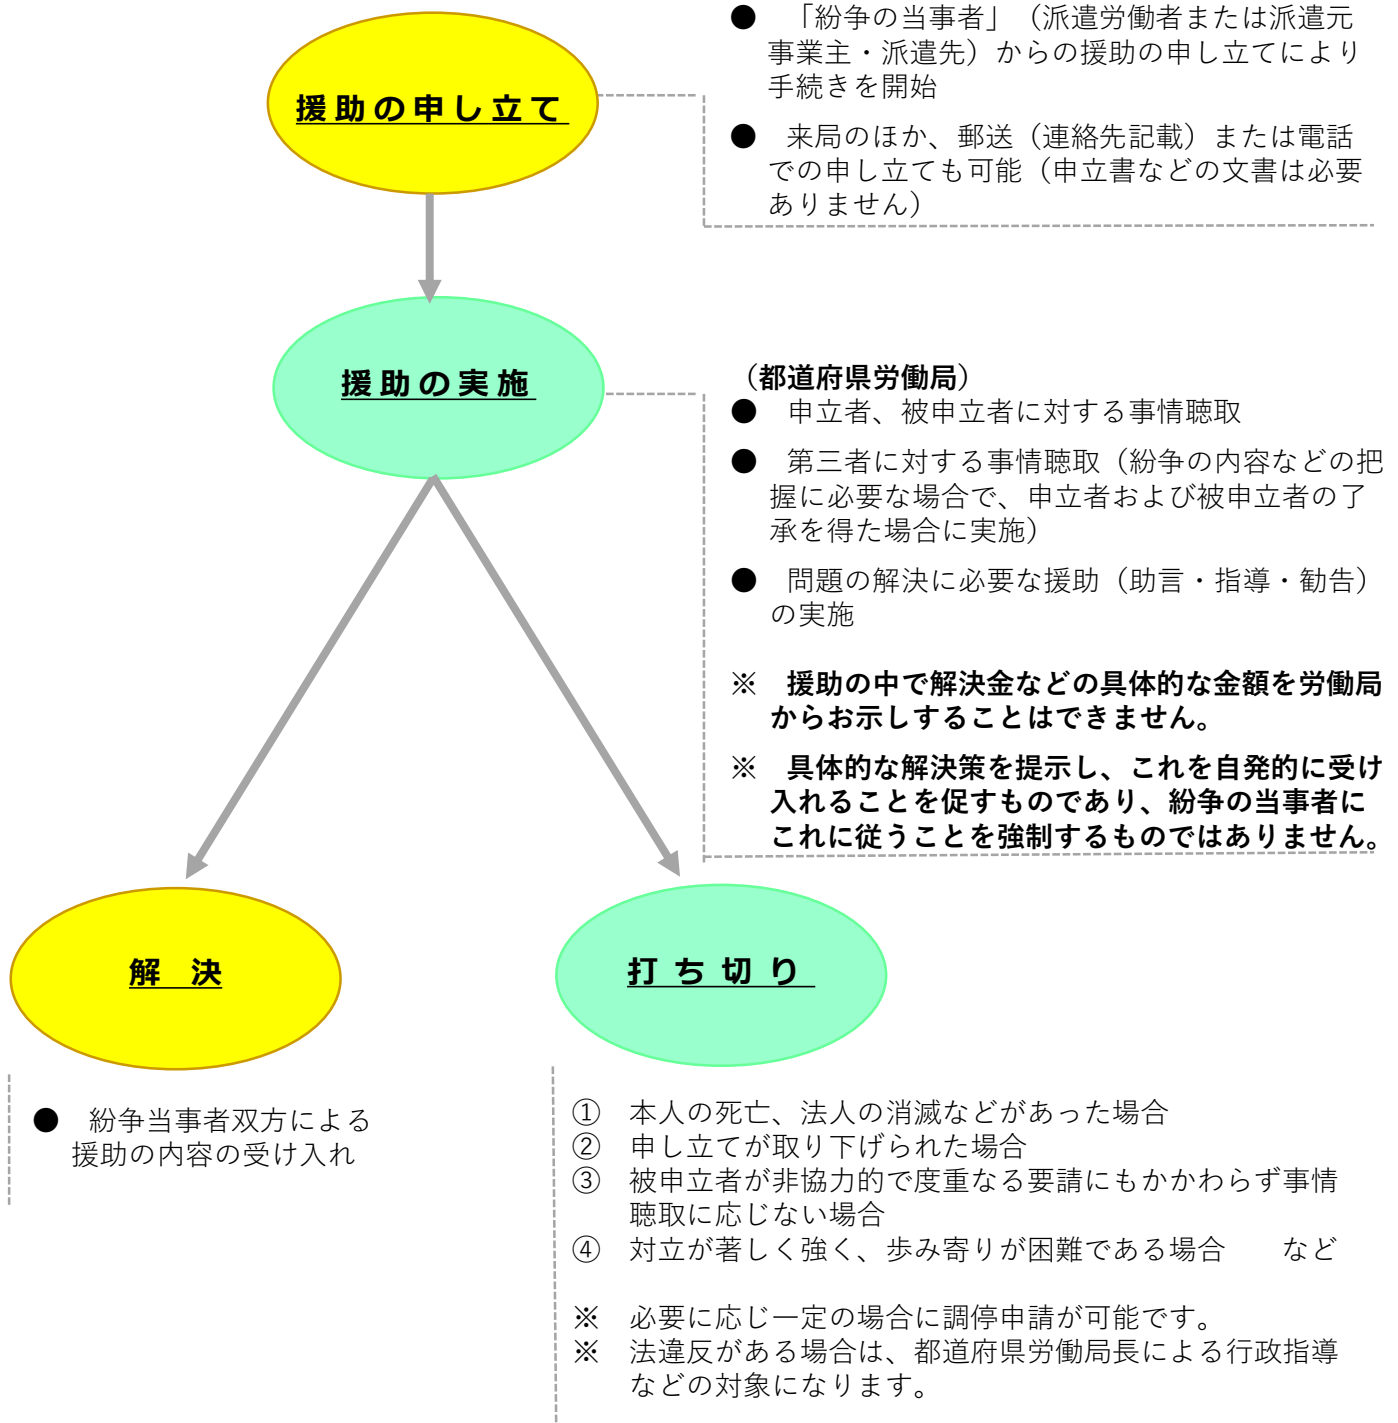 援助の申し立て
● 「紛争の当事者」（派遣労働者または派遣元
事業主・派遣先）からの援助の申し立てにより
手続きを開始
● 来局のほか、郵送（連絡先記載）または電話
での申し立ても可能（申立書などの文書は必要
ありません）
援助の実施
（都道府県労働局）
● 申立者、被申立者に対する事情聴取
● 第三者に対する事情聴取（紛争の内容などの把
握に必要な場合で、申立者および被申立者の了
承を得た場合に実施）
● 問題の解決に必要な援助（助言・指導・勧告）
の実施
※ 援助の中で解決金などの具体的な金額を労働局
からお示しすることはできません。
※ 具体的な解決策を提示し、これを自発的に受け
入れることを促すものであり、紛争の当事者に
これに従うことを強制するものではありません。
解 決
● 紛争当事者双方による
援助の内容の受け入れ
打ち切り
① 本人の死亡、法人の消滅などがあった場合
② 申し立てが取り下げられた場合
③ 被申立者が非協力的で度重なる要請にもかかわらず事情
聴取に応じない場合
④ 対立が著しく強く、歩み寄りが困難である場合 など
※ 必要に応じ一定の場合に調停申請が可能です。
※ 法違反がある場合は、都道府県労働局長による行政指導
などの対象になります。